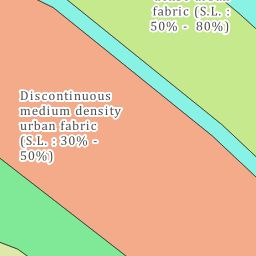 fabric (S.L. :
50% -  80%)
Discontinuous
medium density
urban fabric
(S.L. : 30% -
50%)